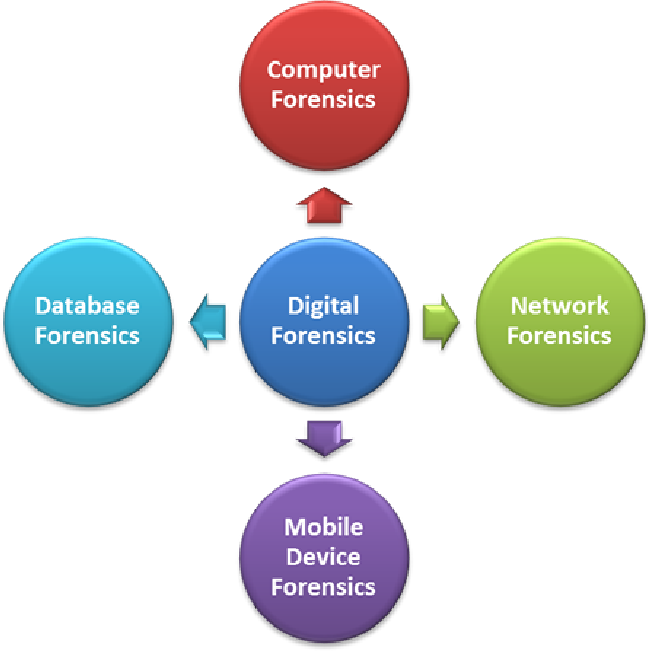 Computer
Forensics
Database
Forensics
Digital
Forensics
Network
Forensics
Mobile
Device
Forensics